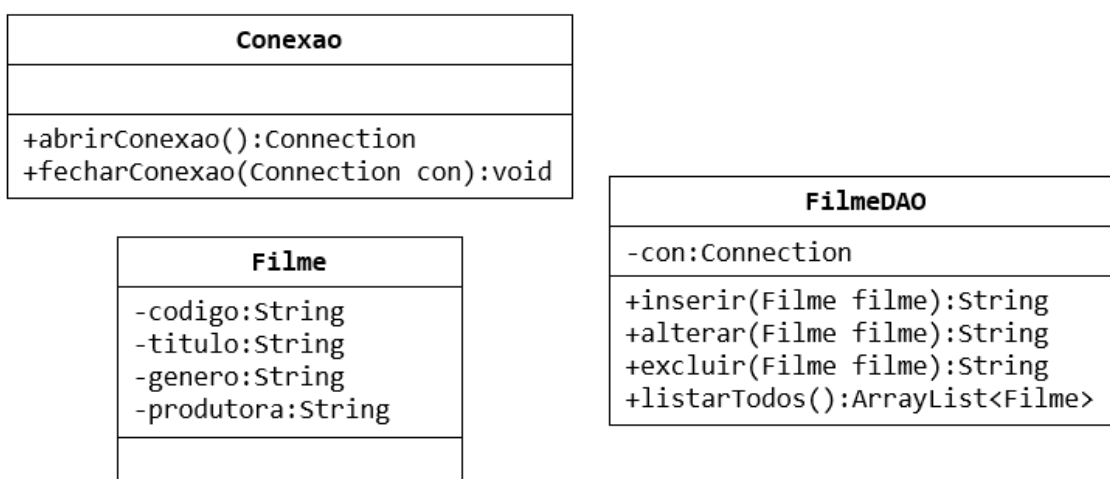 Conexao
+abrirConexao():Connection
+fecharConexao(Connection con):void
Filme
-codigo:String
-titulo:String
-genero:String
-produtora:String
FilmeDAO
-con:Connection
+inserir(Filme filme):String
+alterar(Filme filme):String
+excluir(Filme filme):String
+listarTodos():ArrayList<Filme>